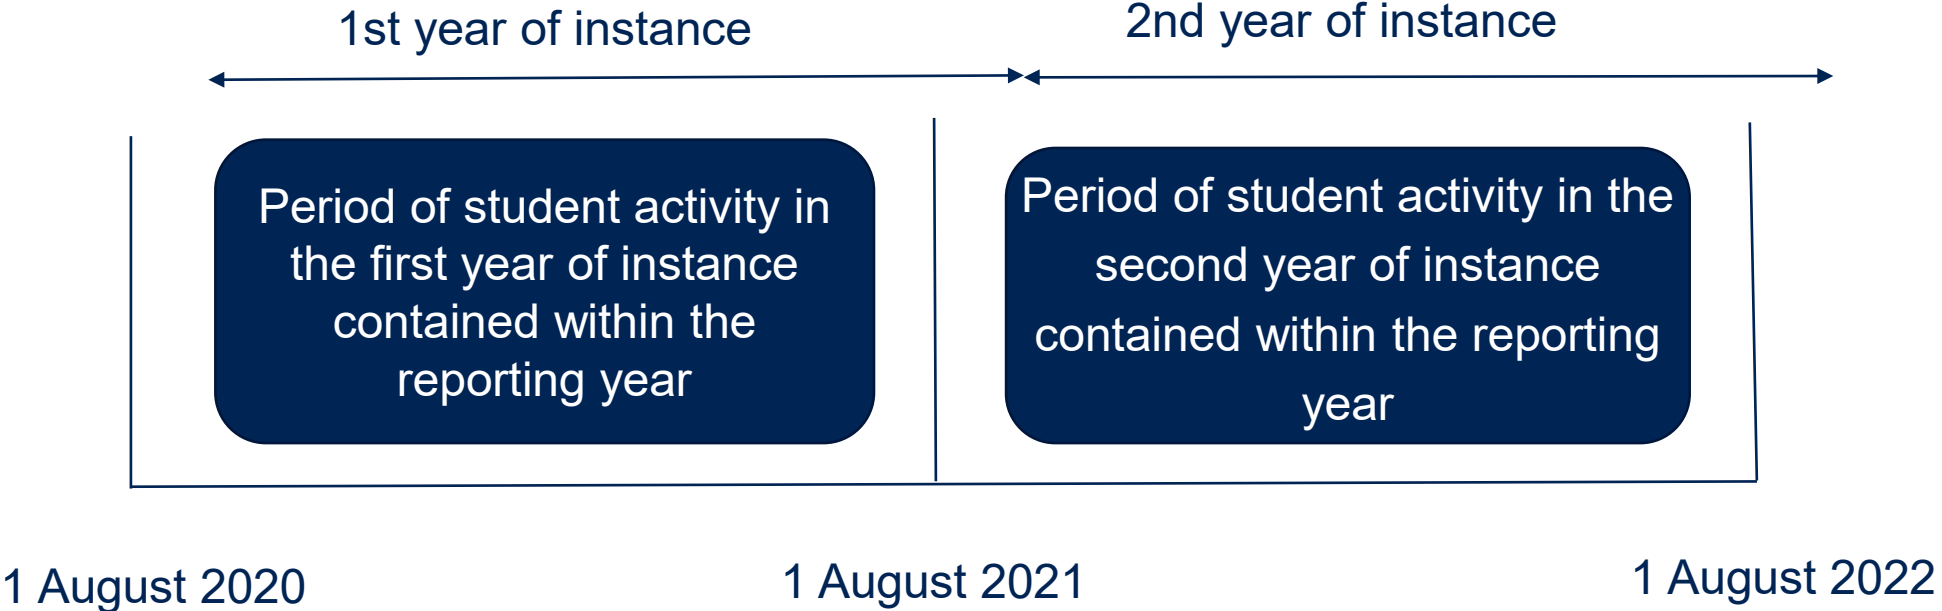 1st year of instance
2nd year of instance
Period of student activity in
the first year of instance
contained within the
reporting year
Period of student activity in the
second year of instance
contained within the reporting
year
1 August 2020
1 August 2021
1 August 2022